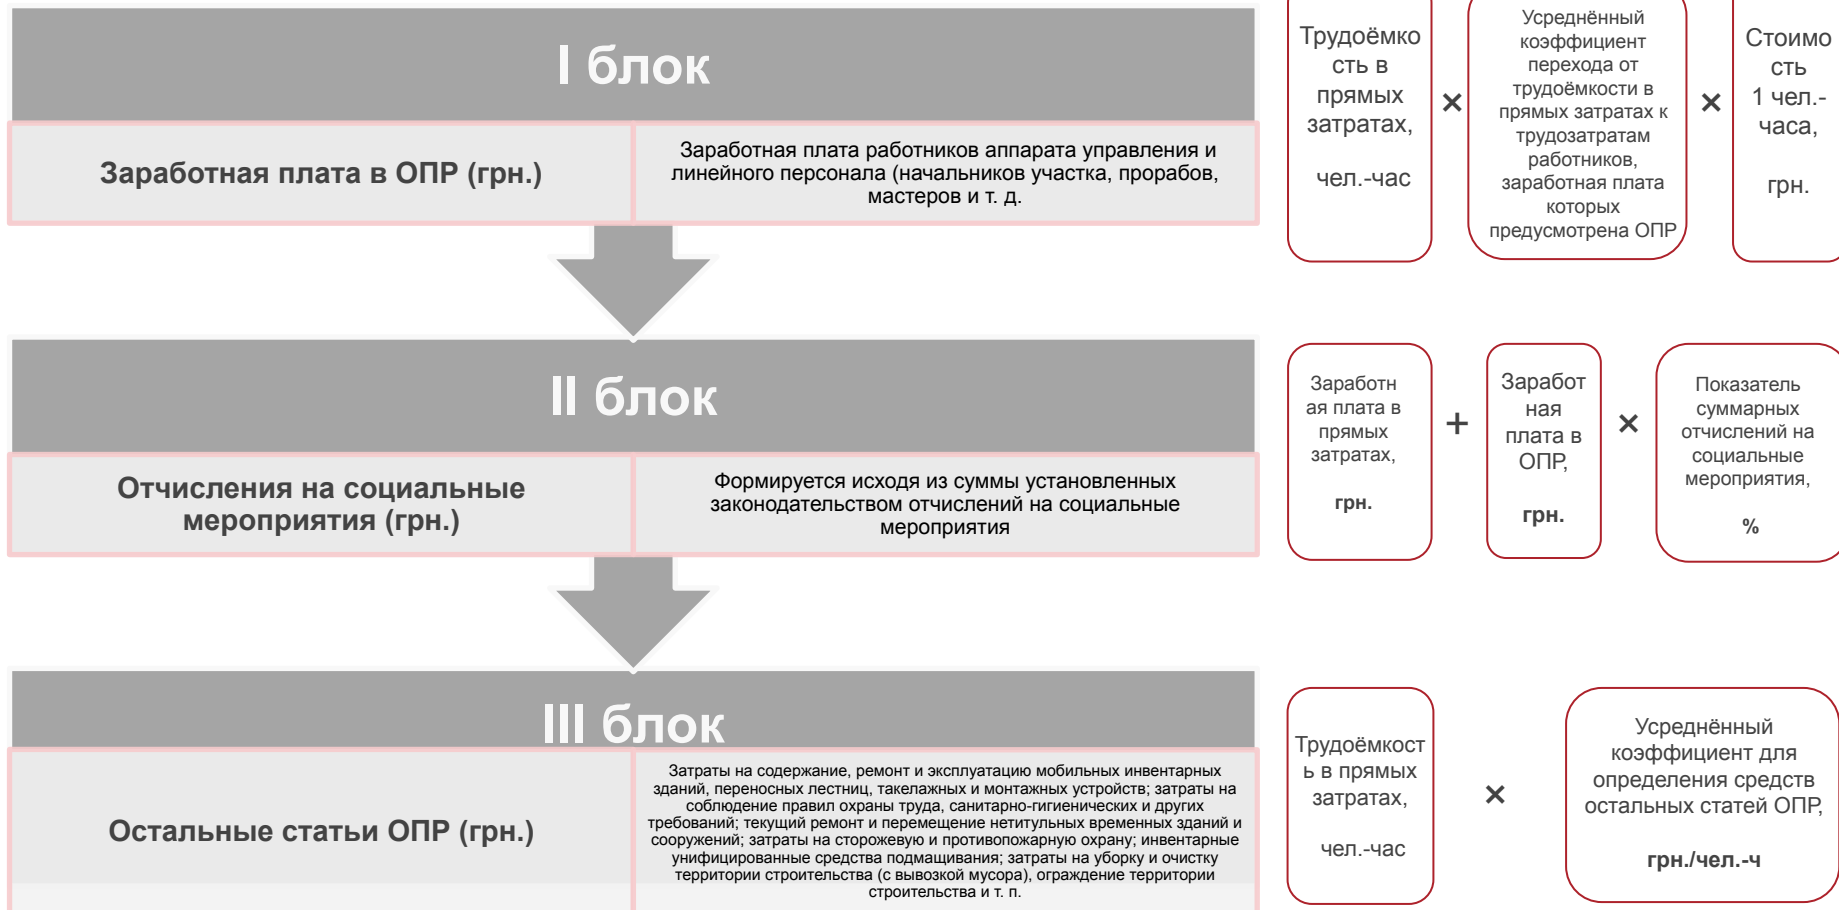 I блок
Заработная плата в ОПР (грн.)
Заработная плата работников аппарата управления и
линейного персонала (начальников участка, прорабов,
мастеров и т. д.
Трудоёмко
сть в
прямых
затратах,
чел.-час
×
Усреднённый
коэффициент
перехода от
трудоёмкости в
прямых затратах к
трудозатратам
работников,
заработная плата
которых
предусмотрена ОПР
×
Стоимо
сть
1 чел.-
часа,
грн.
II блок
Отчисления на социальные
мероприятия (грн.)
Формируется исходя из суммы установленных
законодательством отчислений на социальные
мероприятия
Заработн
ая плата в
прямых
затратах,
грн.
+
Заработ
ная
плата в
ОПР,
грн.
×
Показатель
суммарных
отчислений на
социальные
мероприятия,
%
III блок
Остальные статьи ОПР (грн.)
Затраты на содержание, ремонт и эксплуатацию мобильных инвентарных
зданий, переносных лестниц, такелажных и монтажных устройств; затраты на
соблюдение правил охраны труда, санитарно-гигиенических и других
требований; текущий ремонт и перемещение нетитульных временных зданий и
сооружений; затраты на сторожевую и противопожарную охрану; инвентарные
унифицированные средства подмащивания; затраты на уборку и очистку
территории строительства (с вывозкой мусора), ограждение территории
строительства и т. п.
Трудоёмкост
ь в прямых
затратах,
чел.-час
×
Усреднённый
коэффициент для
определения средств
остальных статей ОПР,
грн./чел.-ч